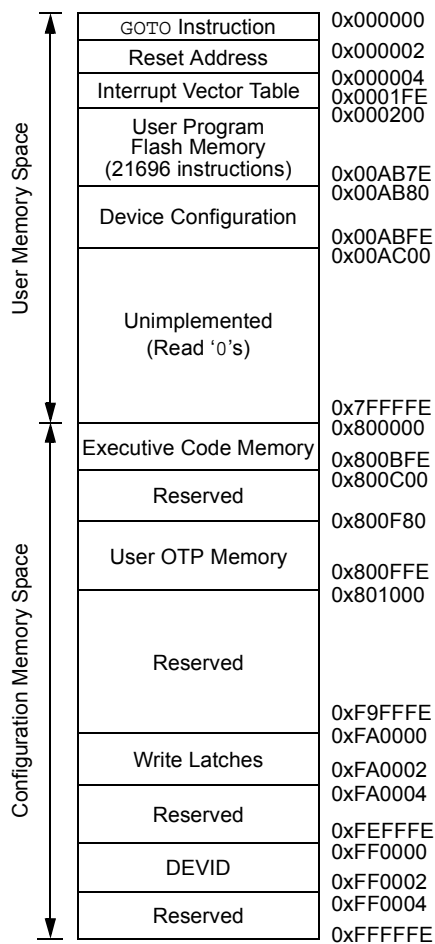 GOTO Instruction
0x000000
Reset Address
0x000002
Interrupt Vector Table
0x000004
0x0001FE
User Program
Flash Memory
(21696 instructions)
0x000200
0x00AB7E
Device Configuration
0x00AB80
0x00ABFE
Unimplemented
(Read ‘0’s)
0x00AC00
0x7FFFFE
User Memory Space
Executive Code Memory
0x800000
0x800BFE
Reserved
0x800C00
User OTP Memory
0x800F80
0x800FFE
Reserved
0x801000
0xF9FFFE
Write Latches
0xFA0000
0xFA0002
Reserved
0xFA0004
0xFEFFFE
DEVID
0xFF0000
0xFF0002
Reserved
0xFF0004
0xFFFFFE
Configuration Memory Space